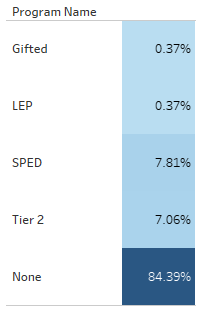 Program Name
Gifted 0.37%
LEP 0.37%
SPED 7.81%
Tier 2 7.06%
None 84.39%